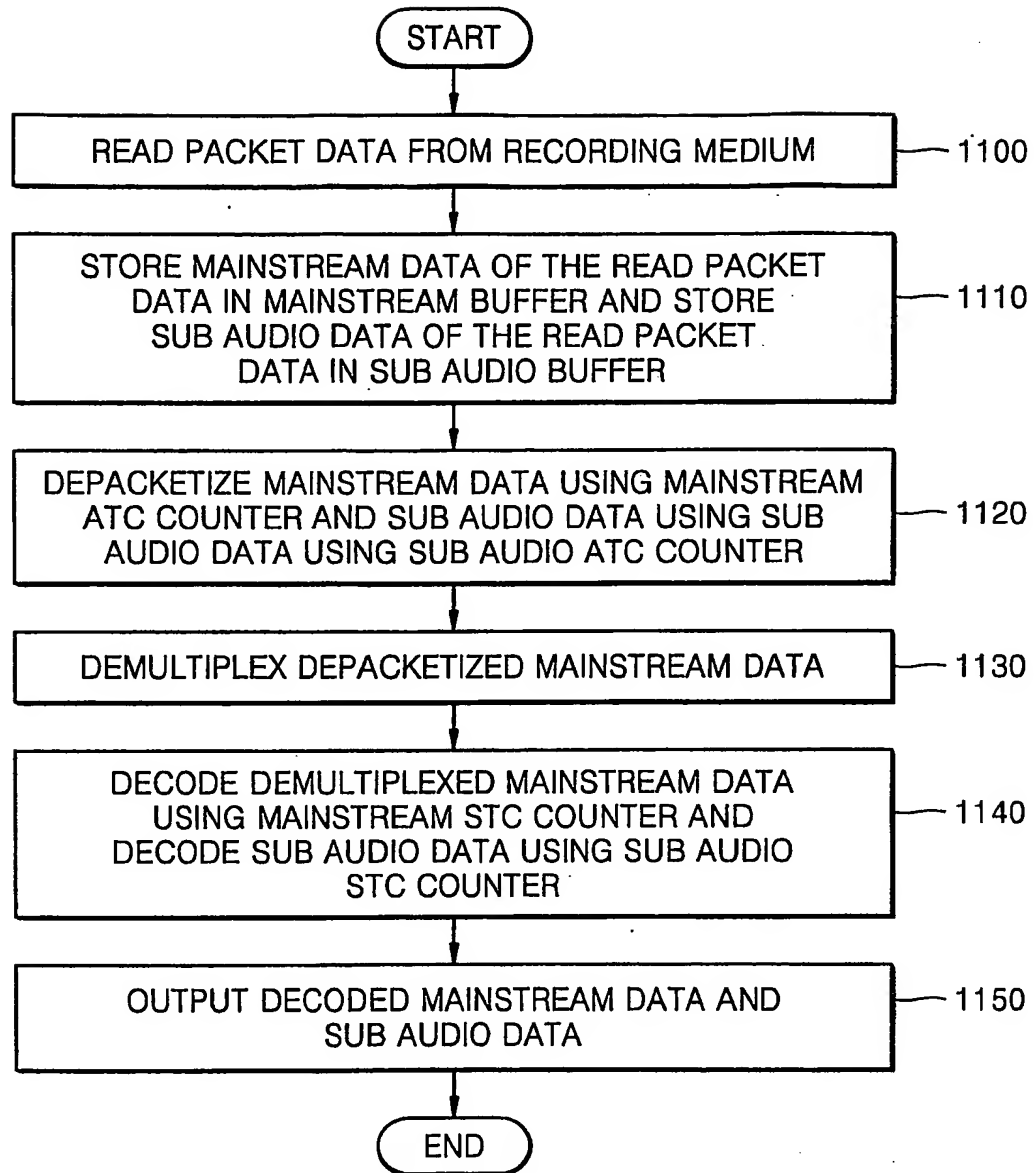 START
READ PACKET DATA FROM RECORDING MEDIUM
1100
STORE MAINSTREAM DATA OF THE READ PACKET
DATA IN MAINSTREAM BUFFER AND STORE
SUB AUDIO DATA OF THE READ PACKET
DATA IN SUB AUDIO BUFFER
1110
DEPACKETIZE MAINSTREAM DATA USING MAINSTREAM
ATC COUNTER AND SUB AUDIO DATA USING SUB
AUDIO DATA USING SUB AUDIO ATC COUNTER
1120
DEMULTIPLEX DEPACKETIZED MAINSTREAM DATA
1130
DECODE DEMULTIPLEXED MAINSTREAM DATA
USING MAINSTREAM STC COUNTER AND
DECODE SUB AUDIO DATA USING SUB AUDIO
STC COUNTER
1140
OUTPUT DECODED MAINSTREAM DATA AND
SUB AUDIO DATA
1150
END